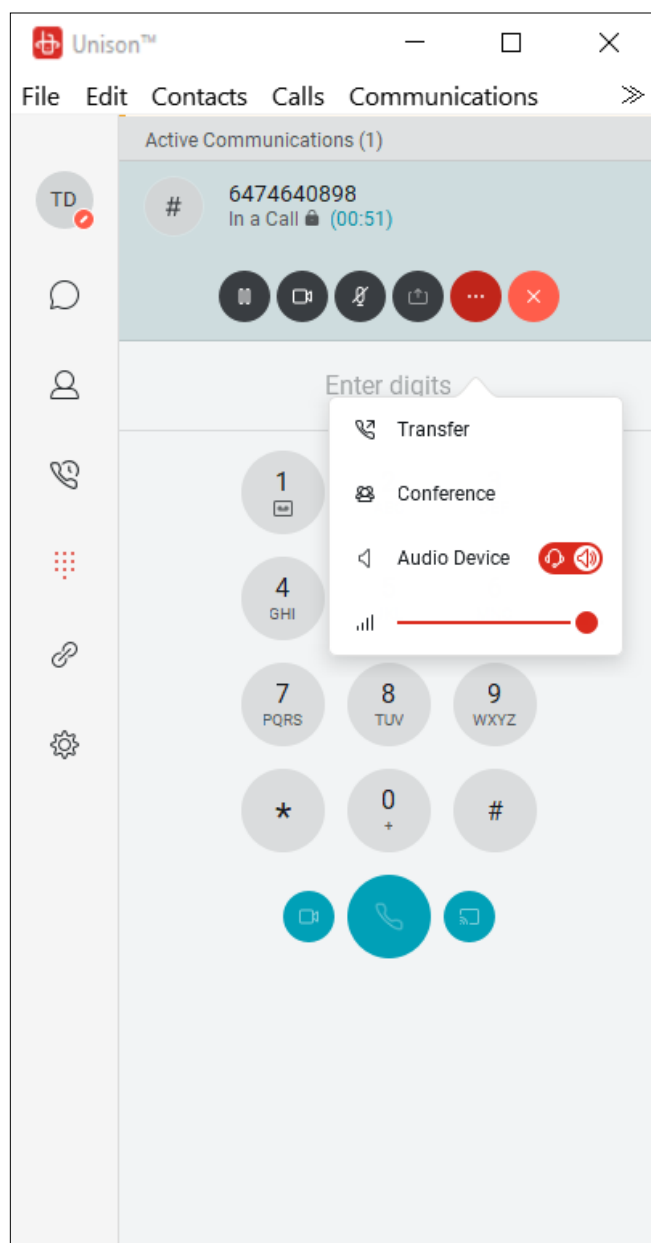 Unison™
File Edit Contacts Calls Communications
Active Communications (1)
TD
#
6474640898
In a Call (00:51)
Enter digits
Transfer
Conference
Audio Device
1
4
GHI
7
PQRS
8
TUV
9
WXYZ
*
0
+
#